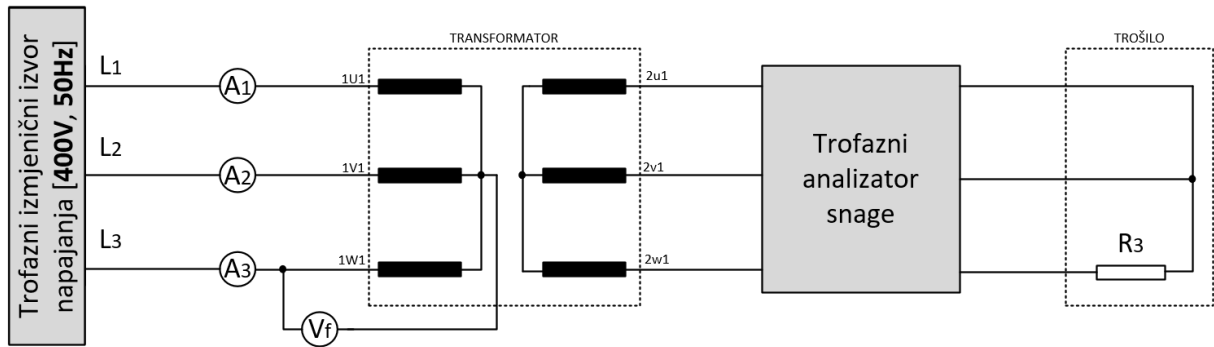 Trofazni izmjenični izvor
napajanja [400V, 50Hz]
L1
L2
L3
A1
A2
A3
Vf
TRANSFORMATOR
1U1
1V1
1W1
2u1
2v1
2w1
Trofazni
analizator
snage
TROŠILO
R3